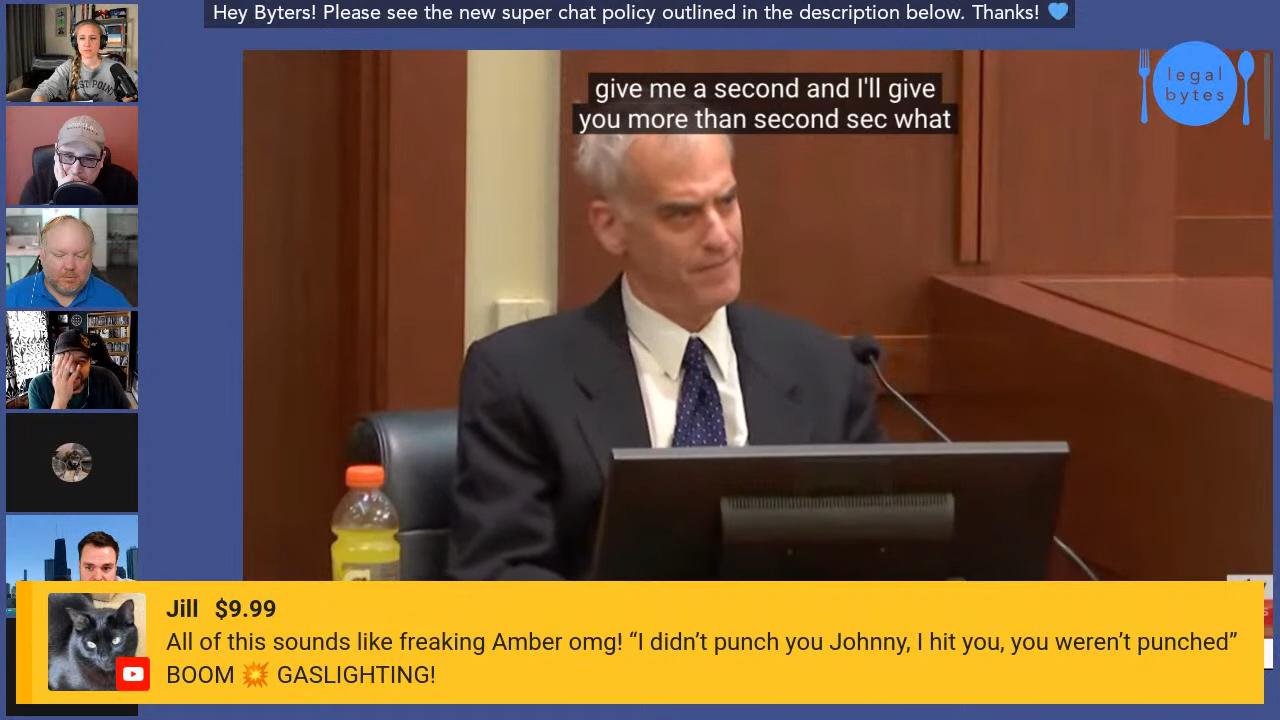 Hey Byters! Please see the new super chat policy outlined in the description below. Thanks! 💙
legal
bytes
give me a second and I'll give
you more than second sec what
Jill $9.99
All of this sounds like freaking Amber omg! “I didn’t punch you Johnny, I hit you, you weren’t punched”
BOOM 💥 GASLIGHTING!